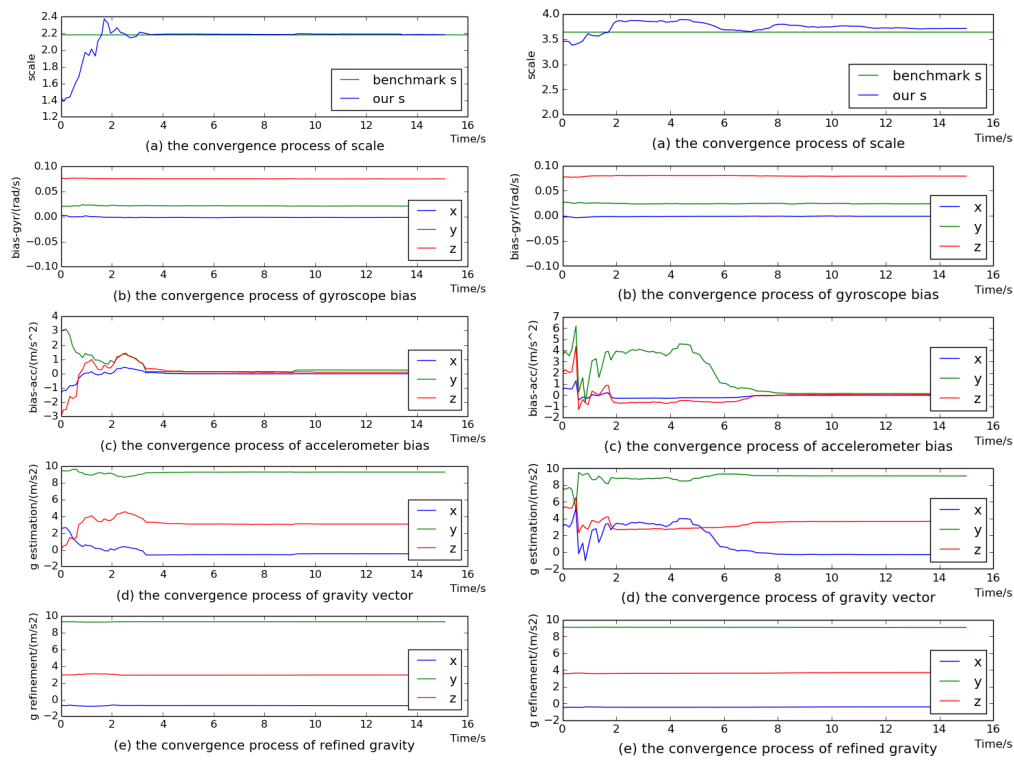 2.4
2.2
2.0
1.8
1.6
1.4
1.2
scale
benchmark s
our s
0 2 4 6 8 10 12 14 16
Time/s
(a) the convergence process of scale
0.10
0.05
0.00
−0.05
−0.10
bias-gyr/(rad/s)
x
y
z
0 2 4 6 8 10 12 14 16
Time/s
(b) the convergence process of gyroscope bias
4
3
2
1
0
−1
−2
−3
bias-acc/(m/s^2)
x
y
z
0 2 4 6 8 10 12 14 16
Time/s
(c) the convergence process of accelerometer bias
10
8
6
4
2
0
−2
g estimation/(m/s2)
x
y
z
0 2 4 6 8 10 12 14 16
Time/s
(d) the convergence process of gravity vector
10
8
6
4
2
0
−2
g refinement/(m/s2)
x
y
z
0 2 4 6 8 10 12 14 16
Time/s
(e) the convergence process of refined gravity
4.0
3.5
3.0
2.5
2.0
scale
benchmark s
our s
0 2 4 6 8 10 12 14 16
Time/s
(a) the convergence process of scale
0.10
0.05
0.00
−0.05
−0.10
bias-gyr/(rad/s)
x
y
z
0 2 4 6 8 10 12 14 16
Time/s
(b) the convergence process of gyroscope bias
7
6
5
4
3
2
1
0
−1
−2
bias-acc/(m/s^2)
x
y
z
0 2 4 6 8 10 12 14 16
Time/s
(c) the convergence process of accelerometer bias
10
8
6
4
2
0
−2
g estimation/(m/s2)
x
y
z
0 2 4 6 8 10 12 14 16
Time/s
(d) the convergence process of gravity vector
10
8
6
4
2
0
−2
g refinement/(m/s2)
x
y
z
0 2 4 6 8 10 12 14 16
Time/s
(e) the convergence process of refined gravity